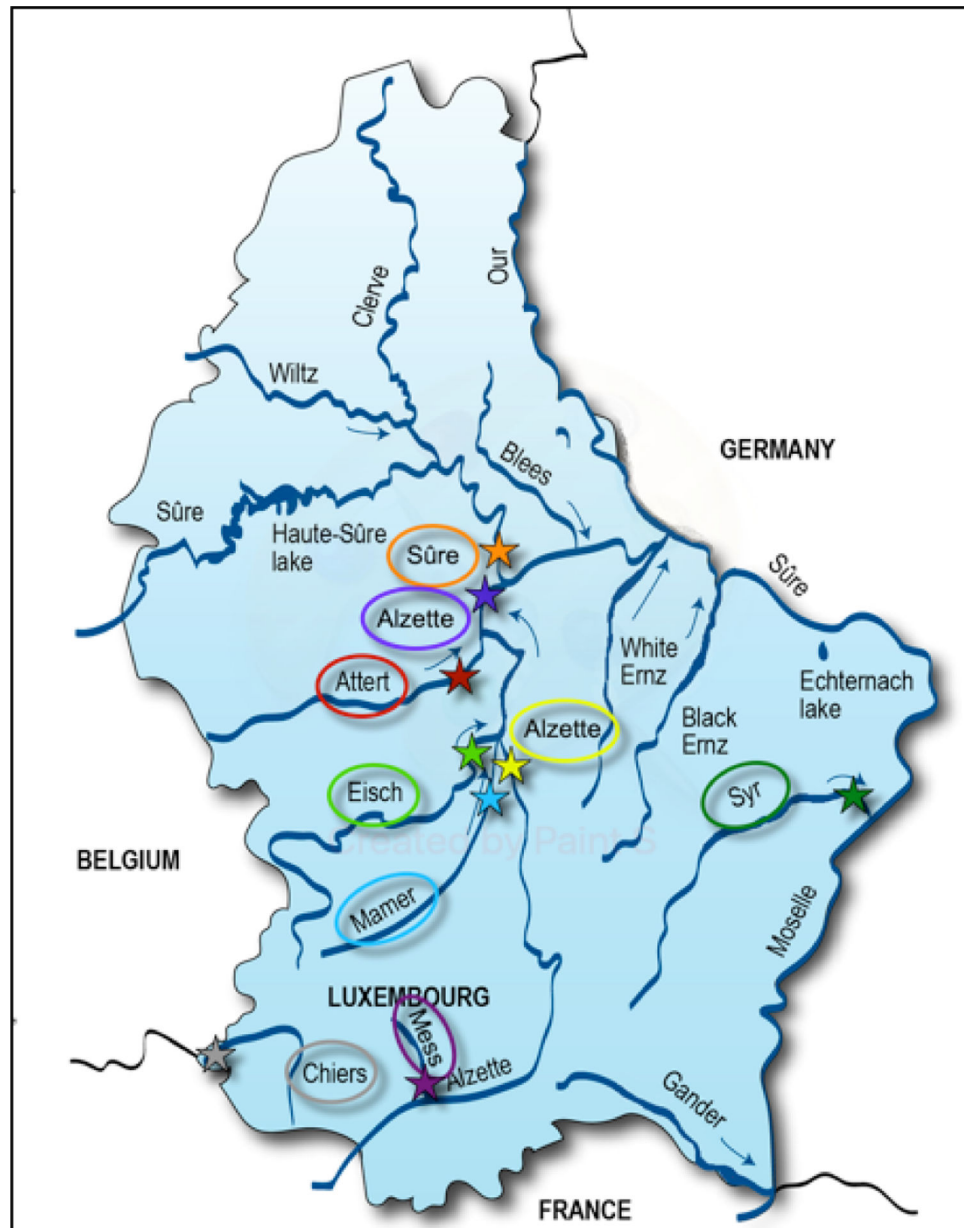 Clerve
Our
Wiltz
GERMANY
Blees
Sûre
Haute-Sûre
lake
Sûre
Sûre
Alzette
White
Ernz
Attert
Echternach
lake
Alzette
Black
Ernz
Eisch
Syr
Created by Paint S
BELGIUM
Mamer
Moselle
LUXEMBOURG
Mess
Chiers
Alzette
Gander
FRANCE